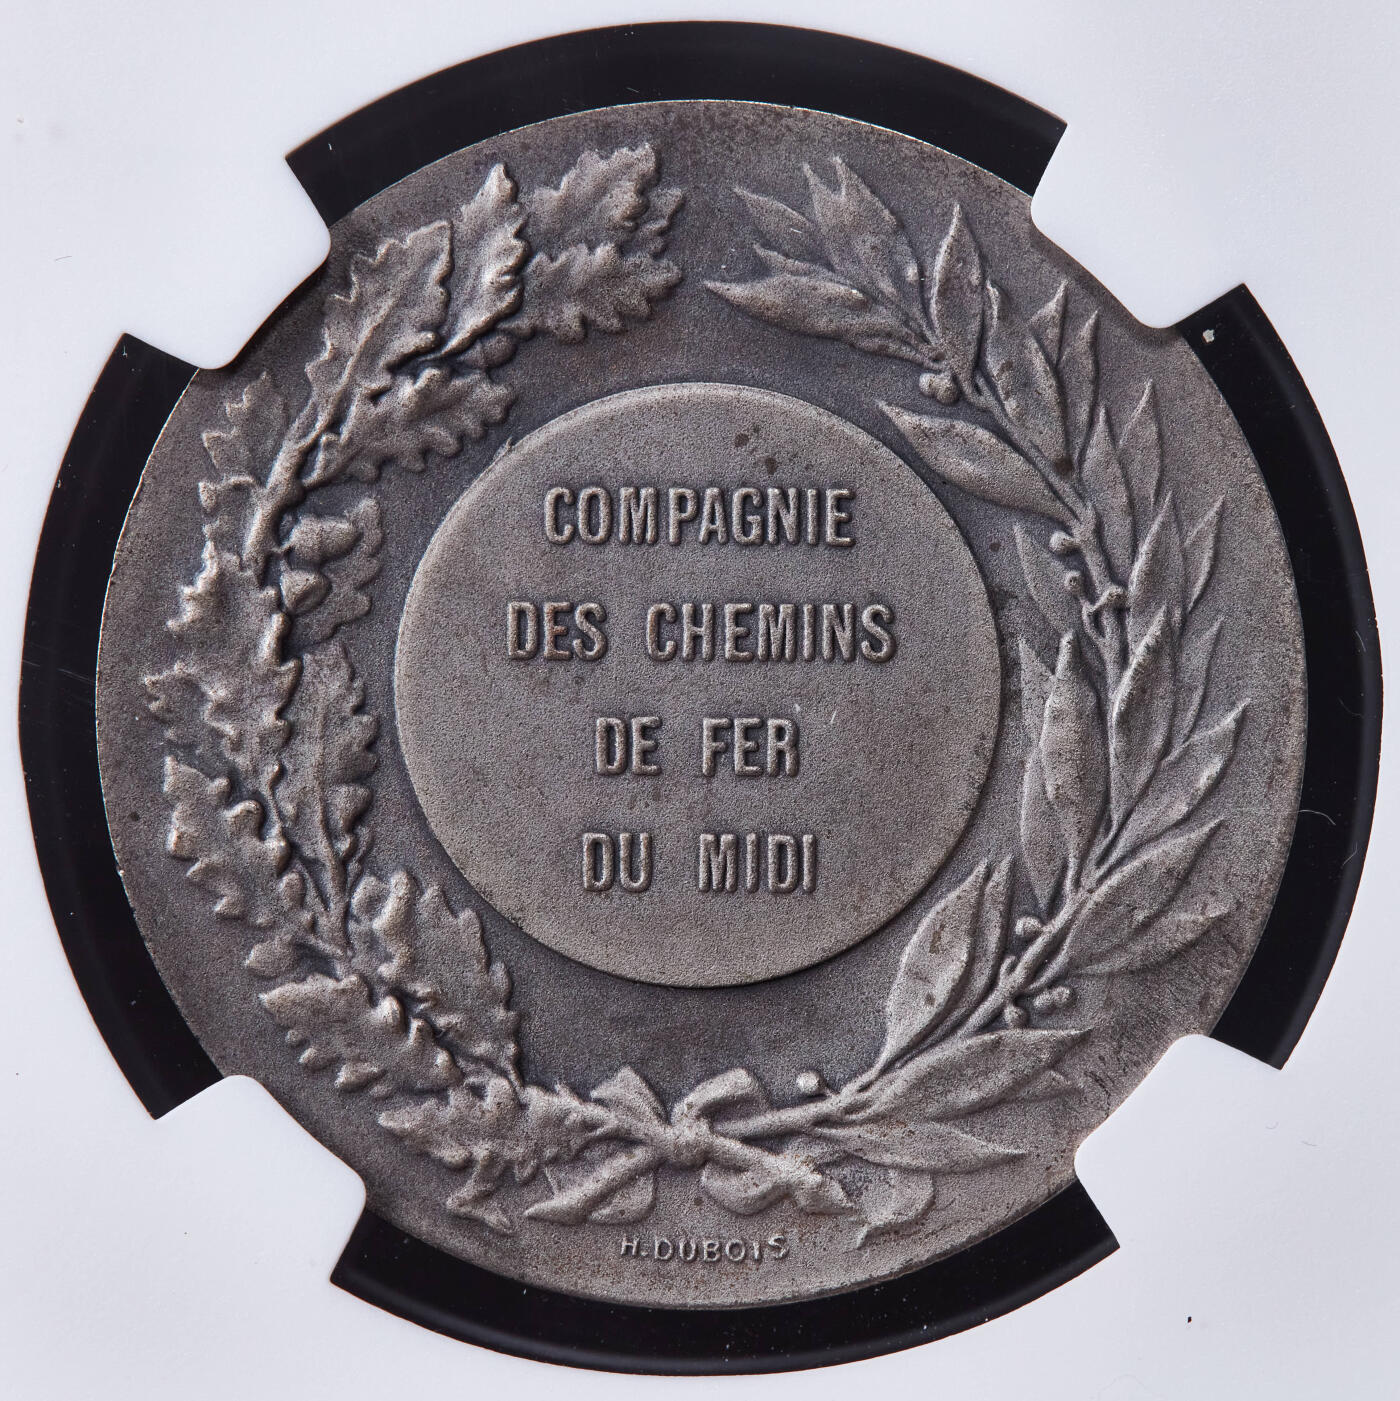 COMPAGNIE
DES CHEMINS
DE FER
DU MIDI
H.DUBOIS